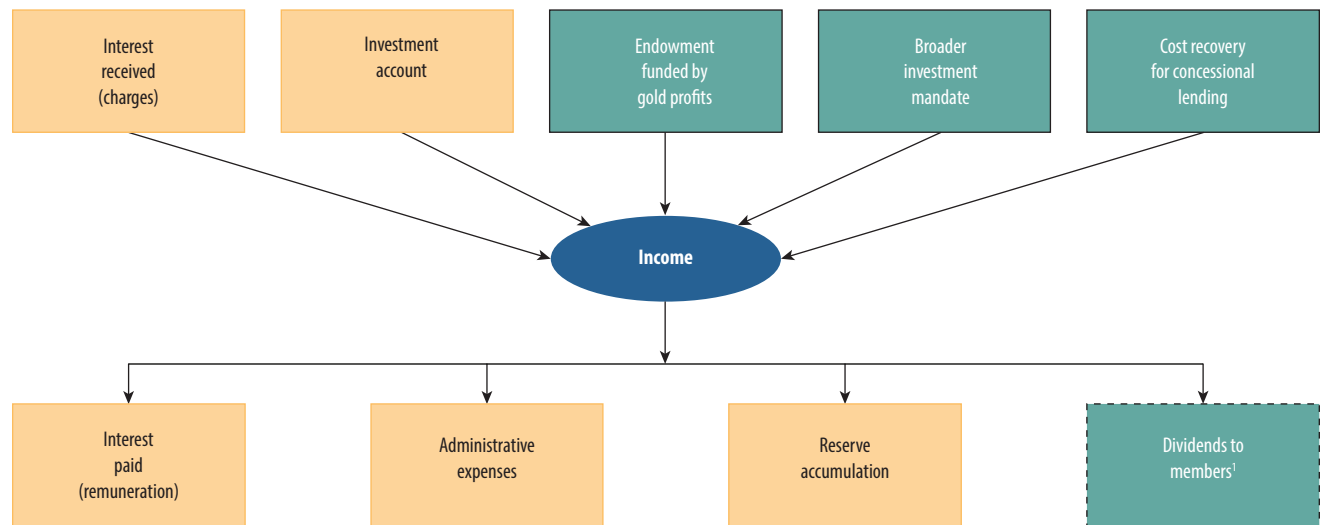 Interest
received
(charges)
Investment
account
Endowment
funded by
gold profits
Broader
investment
mandate
Cost recovery
for concessional
lending
Income
Interest
paid
(remuneration)
Administrative
expenses
Reserve
accumulation
Dividends to
members¹